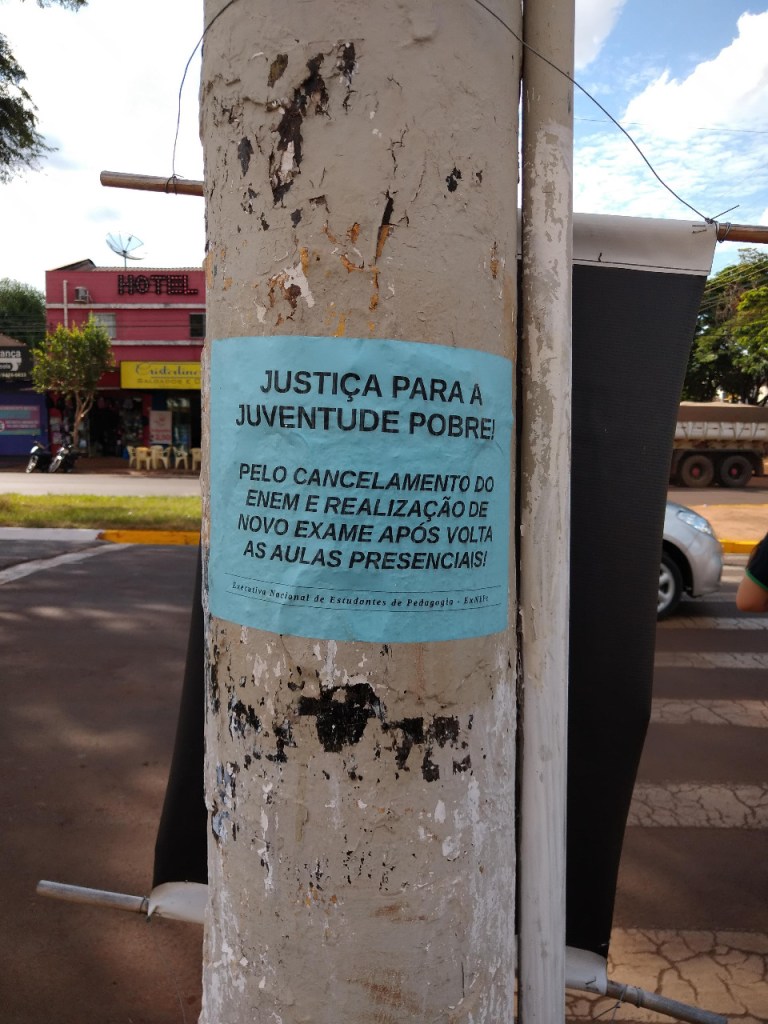 HOTEL
JUSTIÇA PARA A
JUVENTUDE POBRE!
PELO CANCELAMENTO DO
ENEM E REALIZAÇÃO DE
NOVO EXAME APÓS VOLTA
AS AULAS PRESENCIAIS!
Executiva Nacional de Estudantes de Pedagogia - ExNEPe